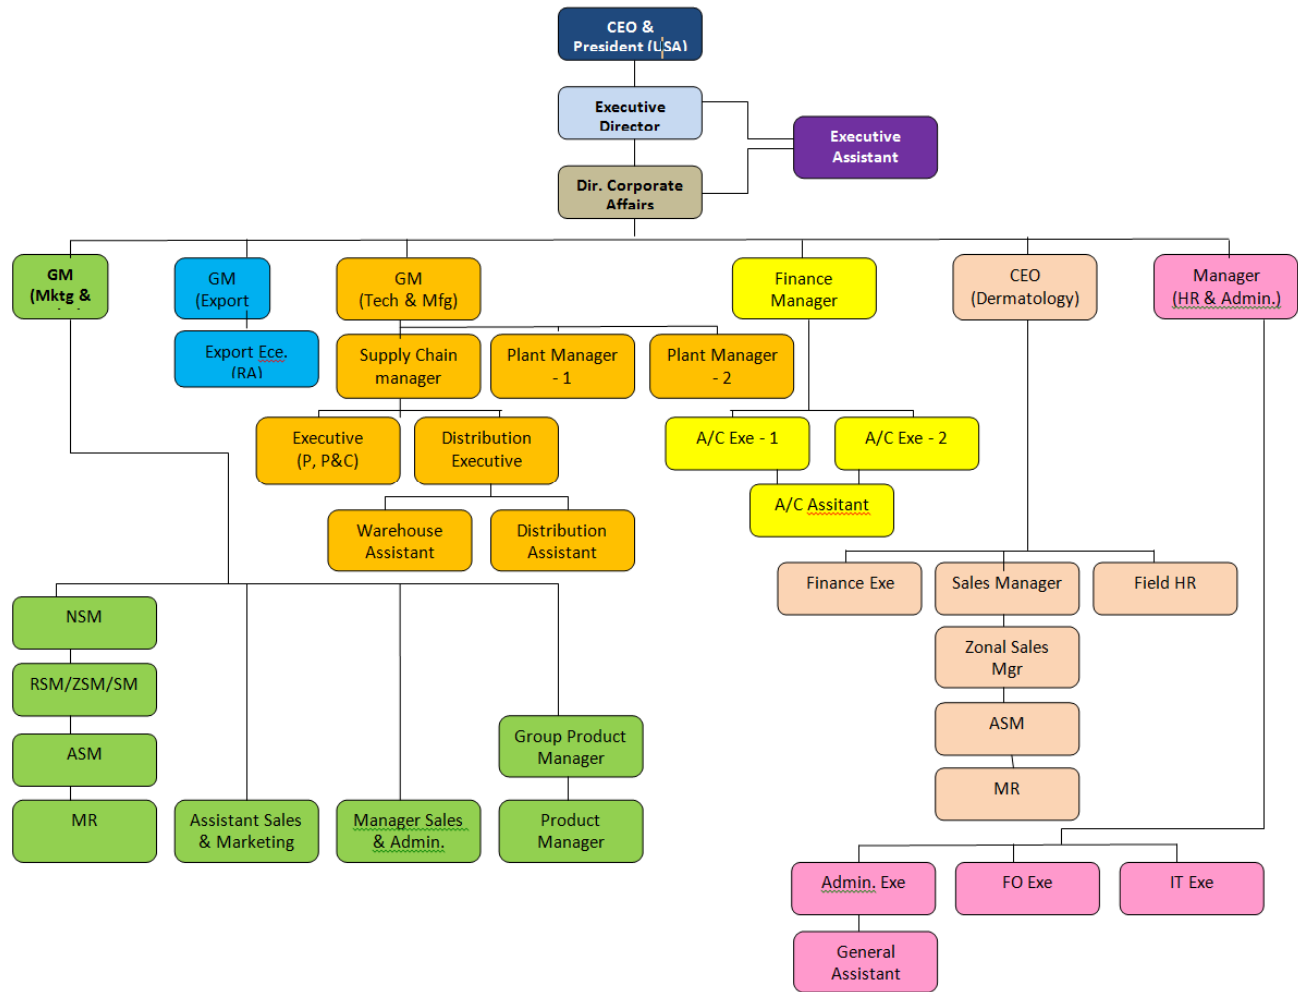 CEO &
President (USA)
Executive
Director
Executive
Assistant
Dir. Corporate
Affairs
GM
(Mktg &
GM
(Export
GM
(Tech & Mfg)
Finance
Manager
CEO
(Dermatology)
Manager
(HR & Admin.)
Export Ece.
(RA)
Supply Chain
manager
Plant Manager
- 1
Plant Manager
- 2
Executive
(P, P&C)
Distribution
Executive
A/C Exe - 1
A/C Exe - 2
A/C Assitant
Warehouse
Assistant
Distribution
Assistant
Finance Exe
Sales Manager
Field HR
NSM
Zonal Sales
Mgr
RSM/ZSM/SM
ASM
ASM
Group Product
Manager
MR
MR
Assistant Sales
& Marketing
Manager Sales
& Admin.
Product
Manager
Admin. Exe
FO Exe
IT Exe
General
Assistant